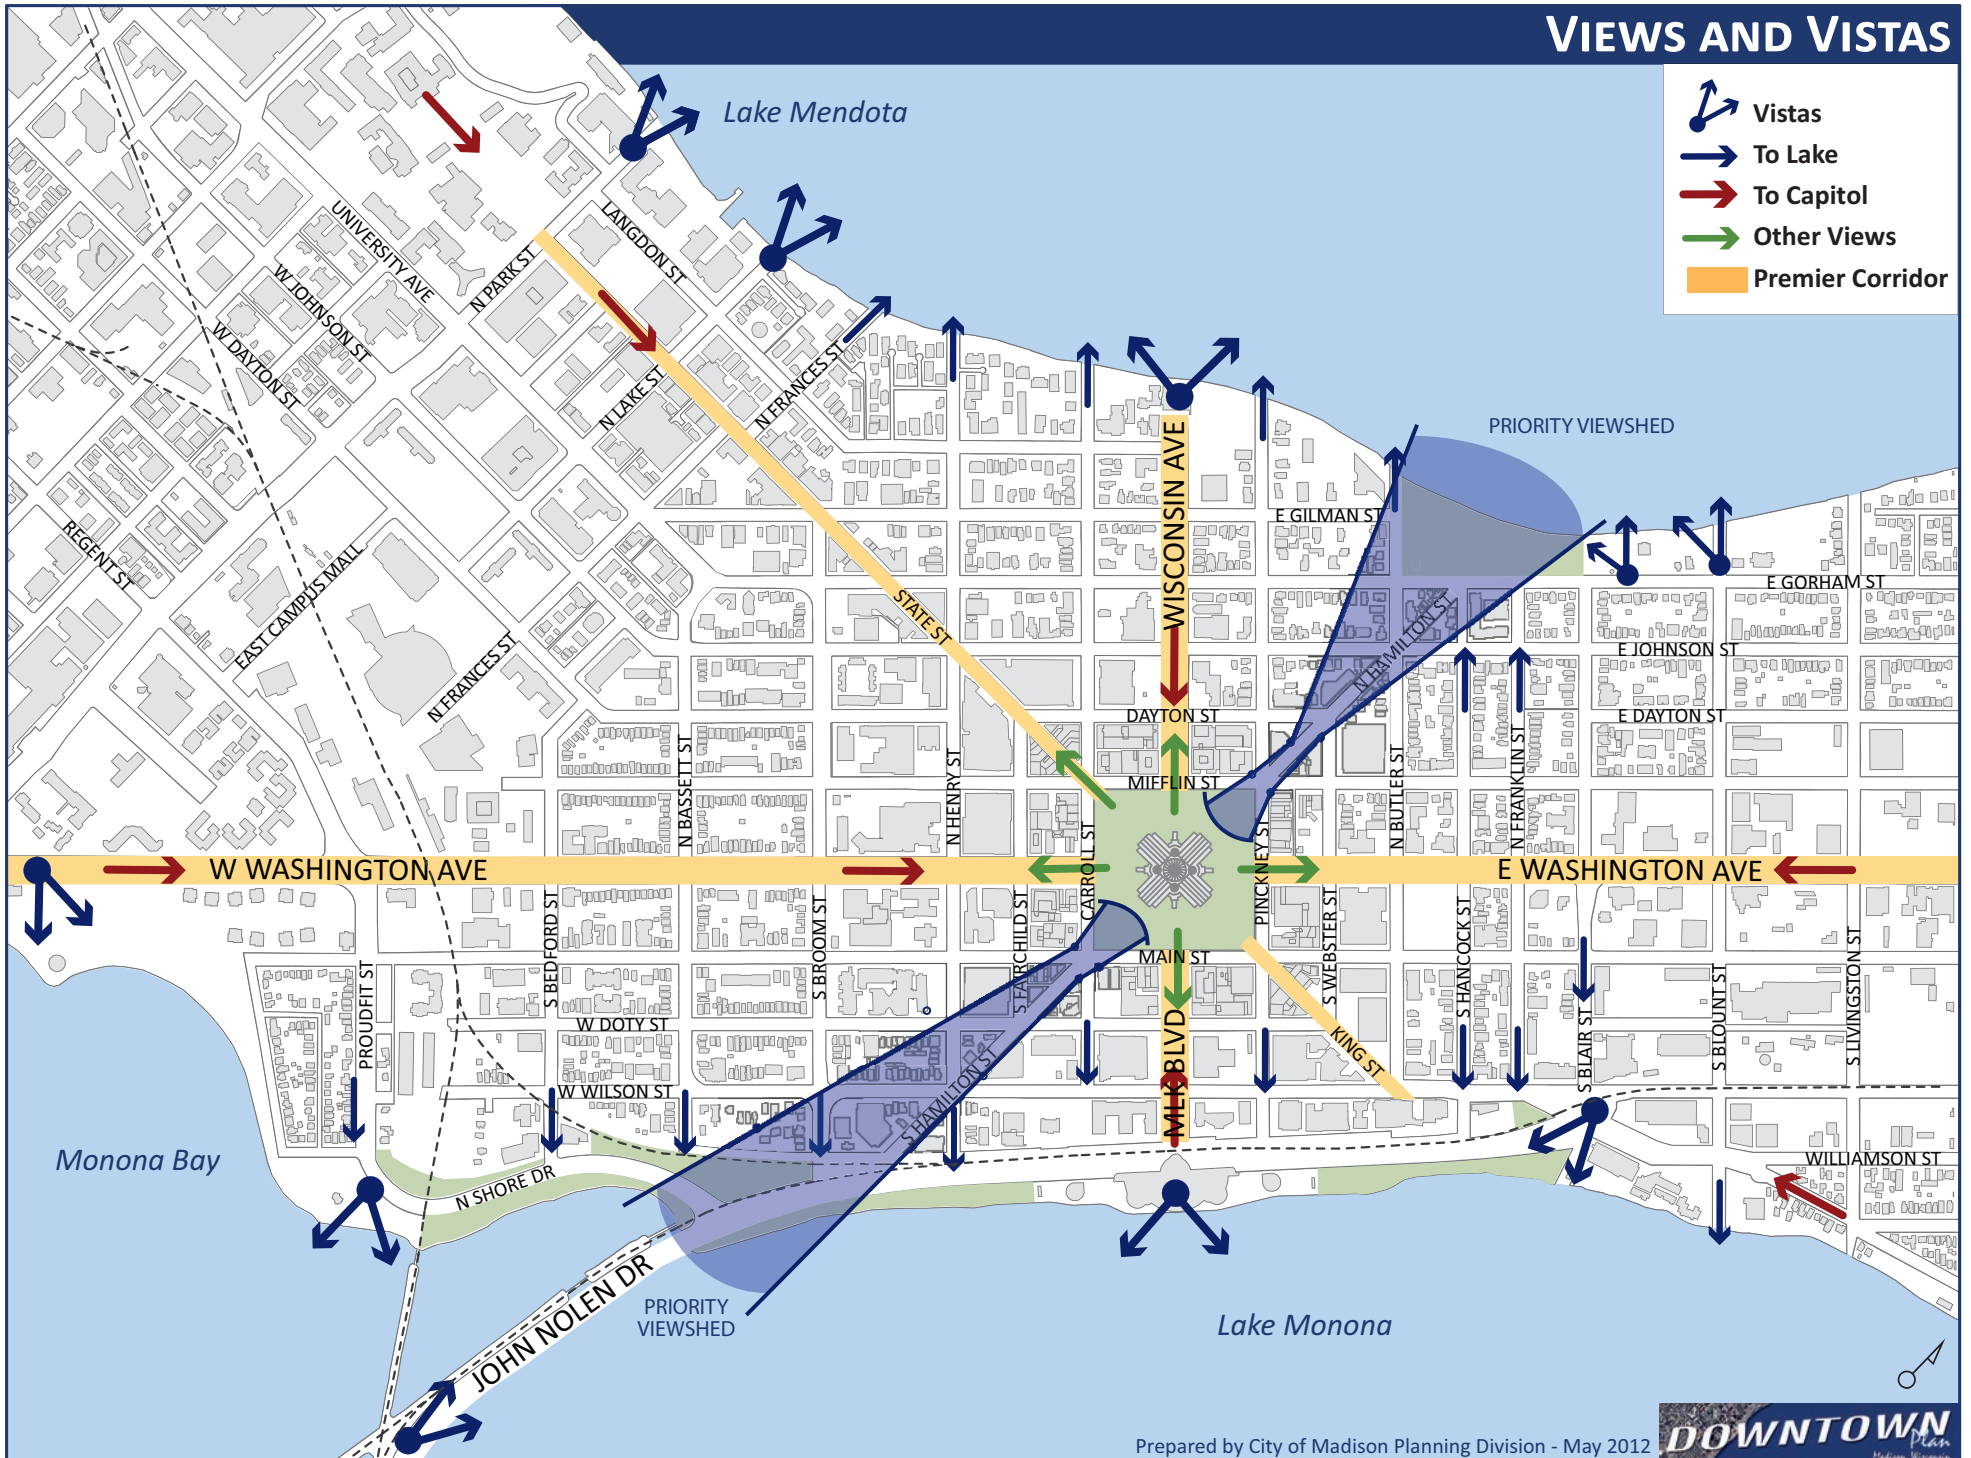 VIEWS AND VISTAS
Vistas
To Lake
To Capitol
Other Views
Premier Corridor
Lake Mendota
LANGDON ST
UNIVERSITY AVE
N PARK ST
W JOHNSON ST
W DAYTON ST
N LAKE ST
N FRANCES ST
PRIORITY VIEWSHED
WISCONSIN AVE
E GILMAN ST
REGENT ST
EAST CAMPUS MALL
E GORHAM ST
STATE ST
N HAMILTON ST
E JOHNSON ST
N FRANCES ST
DAYTON ST
E DAYTON ST
N BASSETT ST
N HENRY ST
MIFFLIN ST
N BUTLER ST
N FRANKLIN ST
CARROLL ST
PINCKNEY ST
W WASHINGTON AVE
E WASHINGTON AVE
S BEDFORD ST
S BROOM ST
S FAIRCHILD ST
MAIN ST
S WEBSTER ST
S HANCOCK ST
PROUDFIT ST
W DOTY ST
S BLAIR ST
S BLOUNT ST
S LIVINGSTON ST
MLK BLVD
KING ST
W WILSON ST
S HAMILTON ST
Monona Bay
N SHORE DR
WILLIAMSON ST
PRIORITY
VIEWSHED
JOHN NOLEN DR
Lake Monona
Prepared by City of Madison Planning Division - May 2012
DOWNTOWN
Plan
Madison, Wisconsin